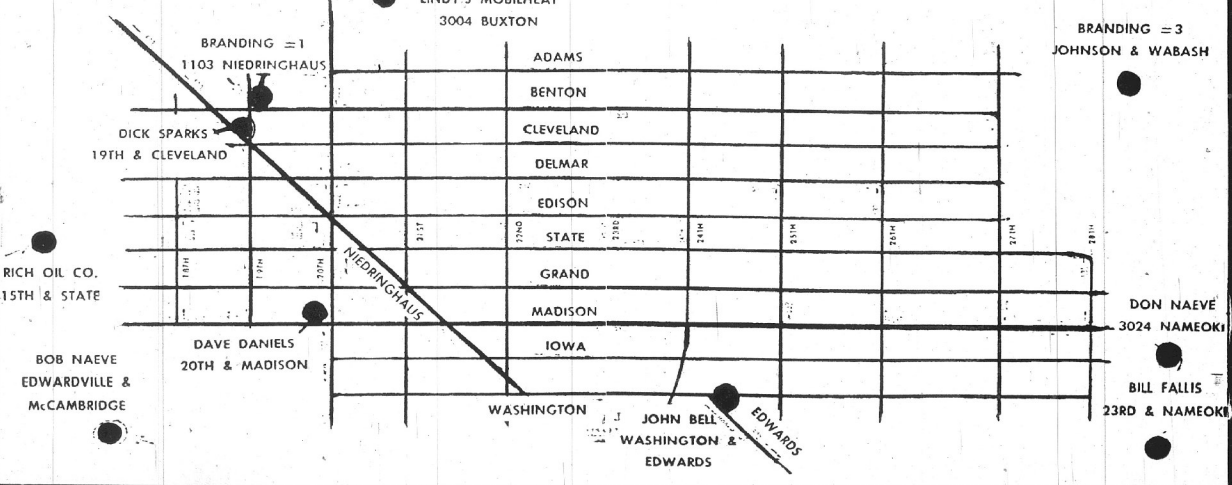 LINDY'S MOBILHEAT
3004 BUXTON
BRANDING =1
1103 NIEDRINGHAUS
BRANDING =3
JOHNSON & WABASH
ADAMS
BENTON
CLEVELAND
DELMAR
EDISON
STATE
GRAND
MADISON
IOWA
WASHINGTON
DICK SPARKS
19TH & CLEVELAND
18TH
19TH
20TH
21ST
22ND
23RD
24TH
25TH
26TH
27TH
28TH
NIEDRINGHAUS
RICH OIL CO.
15TH & STATE
DAVE DANIELS
20TH & MADISON
BOB NAEVE
EDWARDVILLE &
McCAMBRIDGE
DON NAEVE
3024 NAMEOKI
BILL FALLIS
23RD & NAMEOKI
JOHN BELL
WASHINGTON &
EDWARDS
EDWARDS